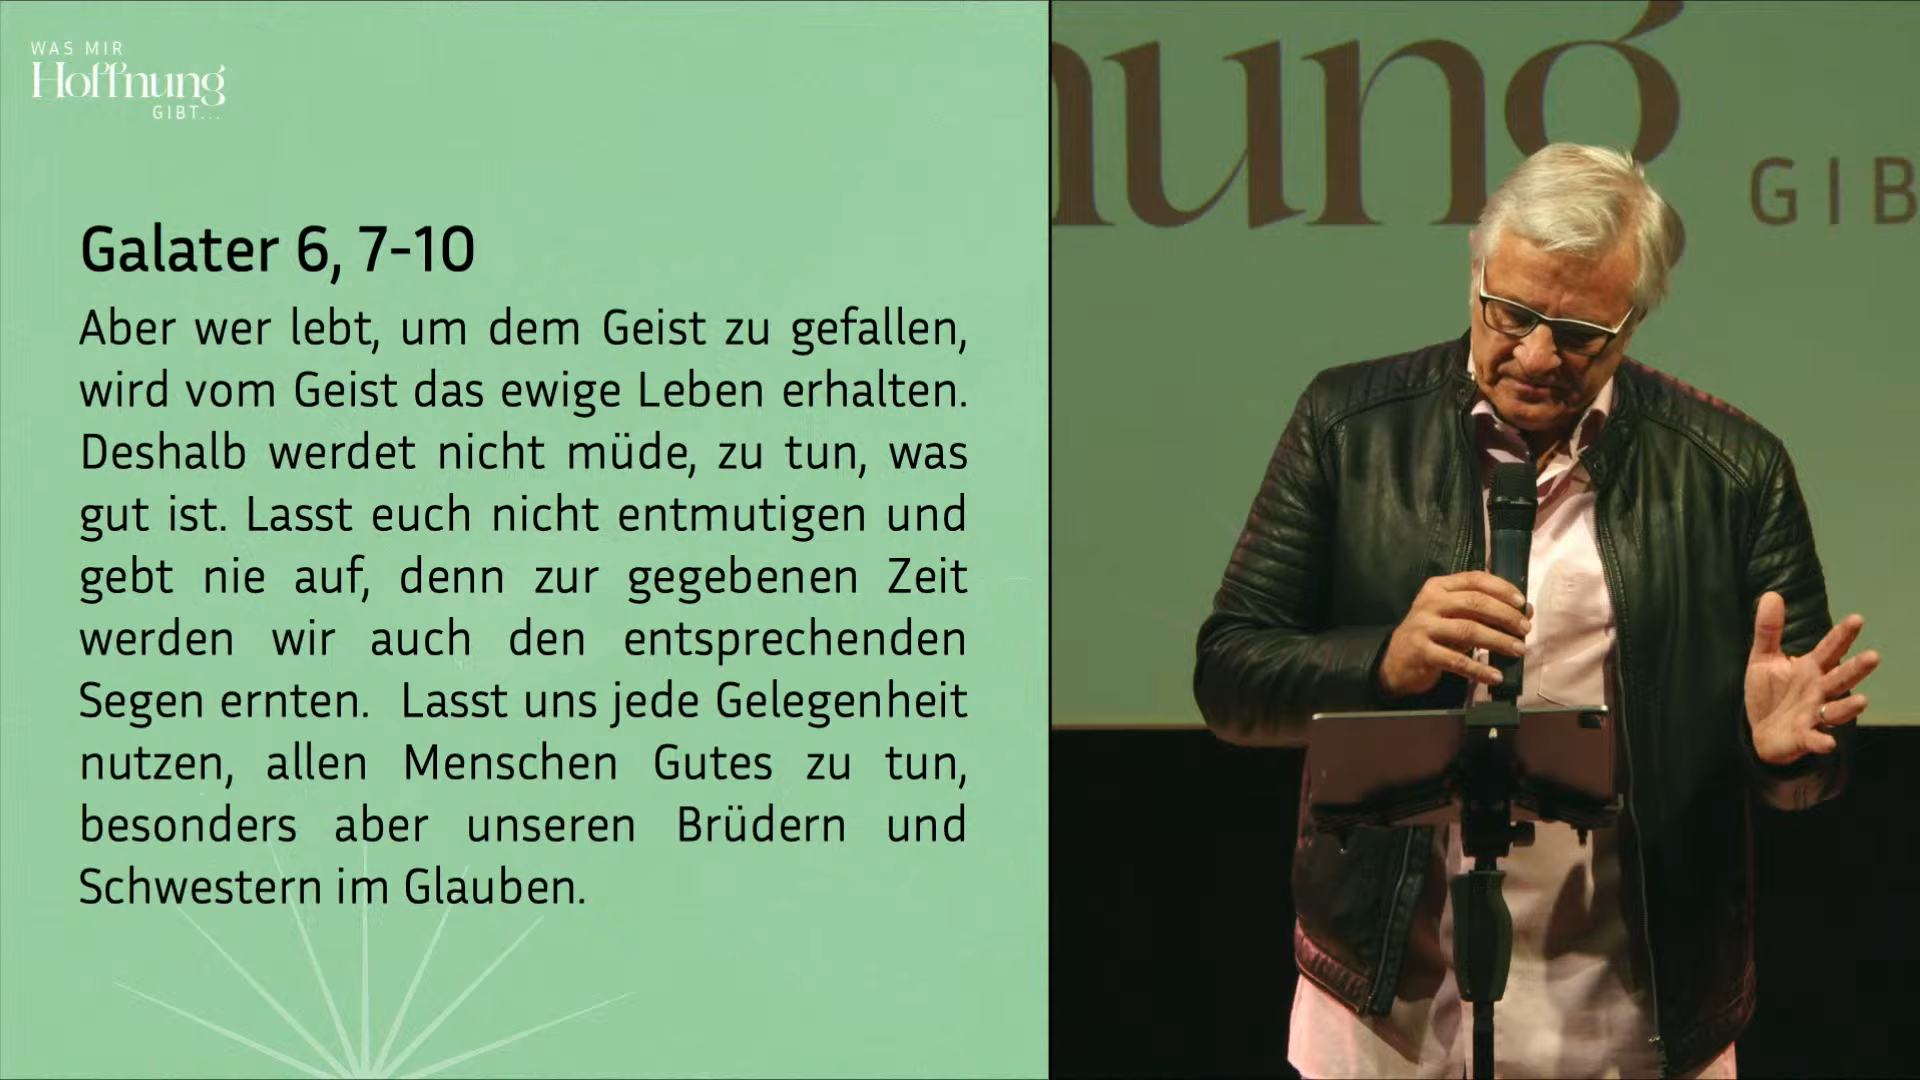 WAS MIR
Hoffnung
GIBT...
Galater 6, 7-10
Aber wer lebt, um dem Geist zu gefallen,
wird vom Geist das ewige Leben erhalten.
Deshalb werdet nicht müde, zu tun, was
gut ist. Lasst euch nicht entmutigen und
gebt nie auf, denn zur gegebenen Zeit
werden wir auch den entsprechenden
Segen ernten.  Lasst uns jede Gelegenheit
nutzen, allen Menschen Gutes zu tun,
besonders aber unseren Brüdern und
Schwestern im Glauben.
nung
GIB